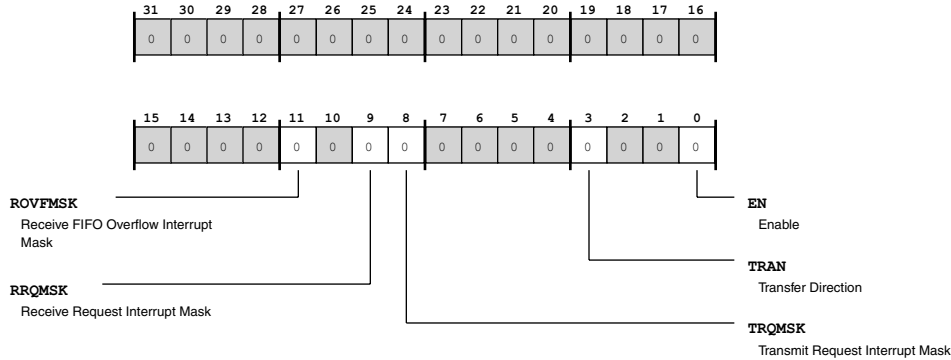 31 30 29 28 27 26 25 24 23 22 21 20 19 18 17 16
0 0 0 0 0 0 0 0 0 0 0 0 0 0 0 0
15 14 13 12 11 10 9 8 7 6 5 4 3 2 1 0
0 0 0 0 0 0 0 0 0 0 0 0 0 0 0 0
ROVFMSK
Receive FIFO Overflow Interrupt
Mask
RRQMSK
Receive Request Interrupt Mask
EN
Enable
TRAN
Transfer Direction
TRQMSK
Transmit Request Interrupt Mask